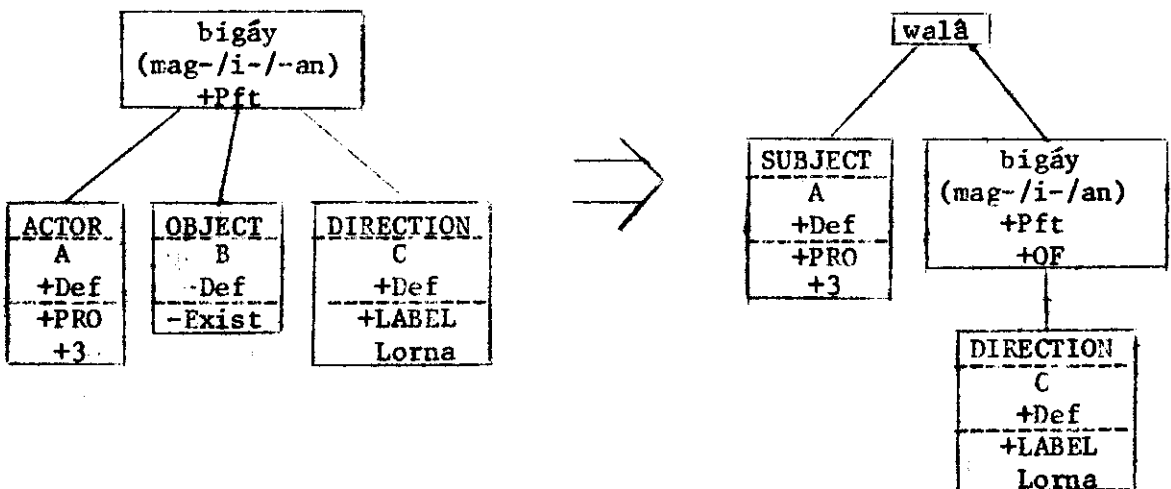 bigáy
(mag-/i-/-an)
+Pft
ACTOR
A
+Def
+PRO
+3
OBJECT
B
-Def
-Exist
DIRECTION
C
+Def
+LABEL
Lorna
walâ
SUBJECT
A
+Def
+PRO
+3
bigáy
(mag-/i-/an)
+Pft
+OF
DIRECTION
C
+Def
+LABEL
Lorna